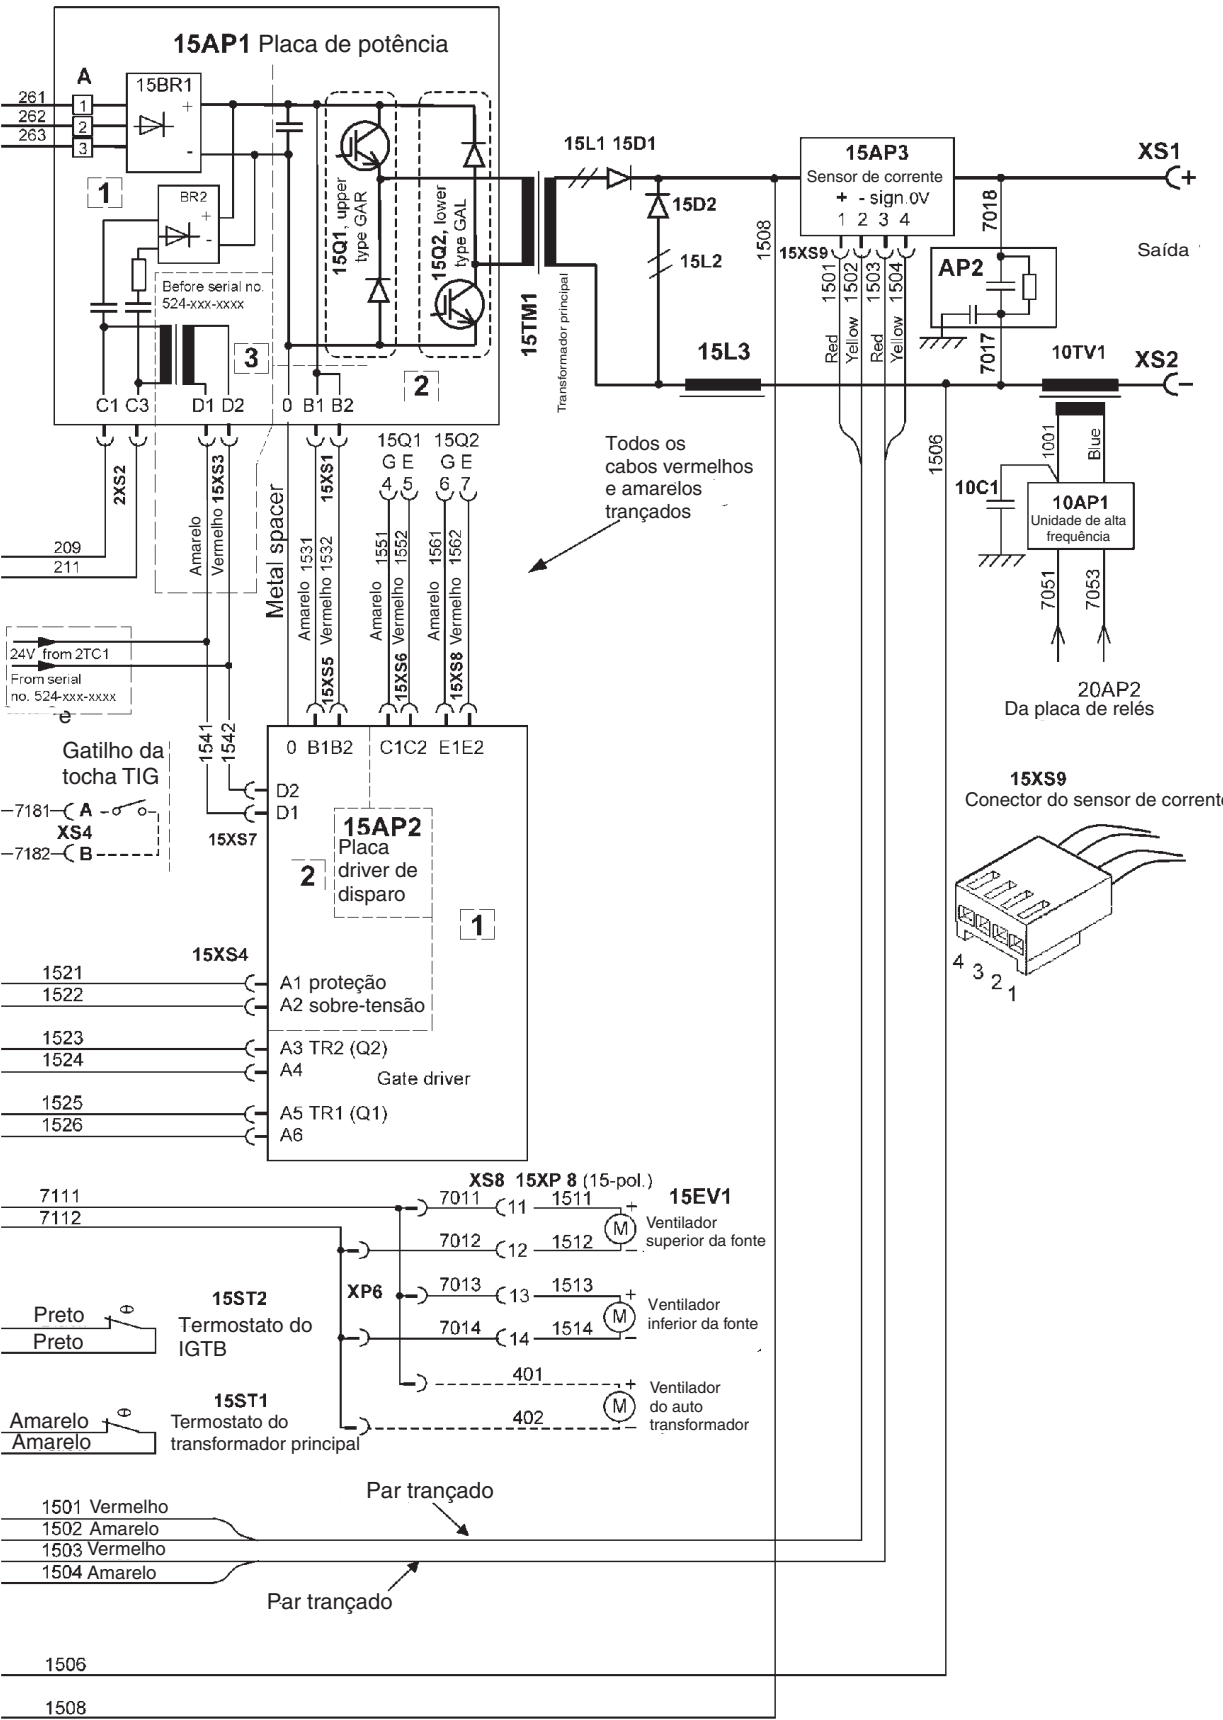 15AP1 Placa de potência
A
15BR1
+
-
261
262
263
1
2
3
1
BR2
+
-
15Q1, upper
type GAR
15Q2, lower
type GAL
Before serial no.
524-xxx-xxxx
3
2
C1 C3 D1 D2 0 B1 B2
15TM1
Transformador principal
15L1 15D1
15D2
15L2
15L3
1508
15AP3
Sensor de corrente
+ - sign.0V
1 2 3 4
15XS9
1501
1502
1503
1504
Red
Yellow
Red
Yellow
XS1
+
7018
AP2
Saída
7017
10TV1
XS2
-
1001
Blue
1506
10C1
10AP1
Unidade de alta
frequência
7051
7053
20AP2
Da placa de relés
2XS2
15XS3
Amarelo
Vermelho
Metal spacer
15XS1
15Q1 15Q2
G E G E
4 5 6 7
Todos os
cabos vermelhos
e amarelos
trançados
209
211
Amarelo 1531
Vermelho 1532
Amarelo 1551
Vermelho 1552
Amarelo 1561
Vermelho 1562
15XS5
15XS6
15XS8
24V from 2TC1
From serial
no. 524-xxx-xxxx
e
1541
1542
Gatilho da
tocha TIG
7181 A
XS4
7182 B
0 B1B2 C1C2 E1E2
D2
D1
15XS7
15AP2
Placa
driver de
disparo
2
1
15XS9
Conector do sensor de corrente
4 3 2 1
15XS4
1521
1522
A1 proteção
A2 sobre-tensão
1523
1524
A3 TR2 (Q2)
A4
Gate driver
1525
1526
A5 TR1 (Q1)
A6
XS8 15XP 8 (15-pol.)
7111
7112
7011 11 1511
15EV1
M
+
-
Ventilador
superior da fonte
7012 12 1512
XP6
7013 13 1513
M
+
-
Ventilador
inferior da fonte
7014 14 1514
401
402
M
+
-
Ventilador
do auto
transformador
Preto
Preto
15ST2
Termostato do
IGTB
Amarelo
Amarelo
15ST1
Termostato do
transformador principal
Par trançado
1501 Vermelho
1502 Amarelo
1503 Vermelho
1504 Amarelo
Par trançado
1506
1508